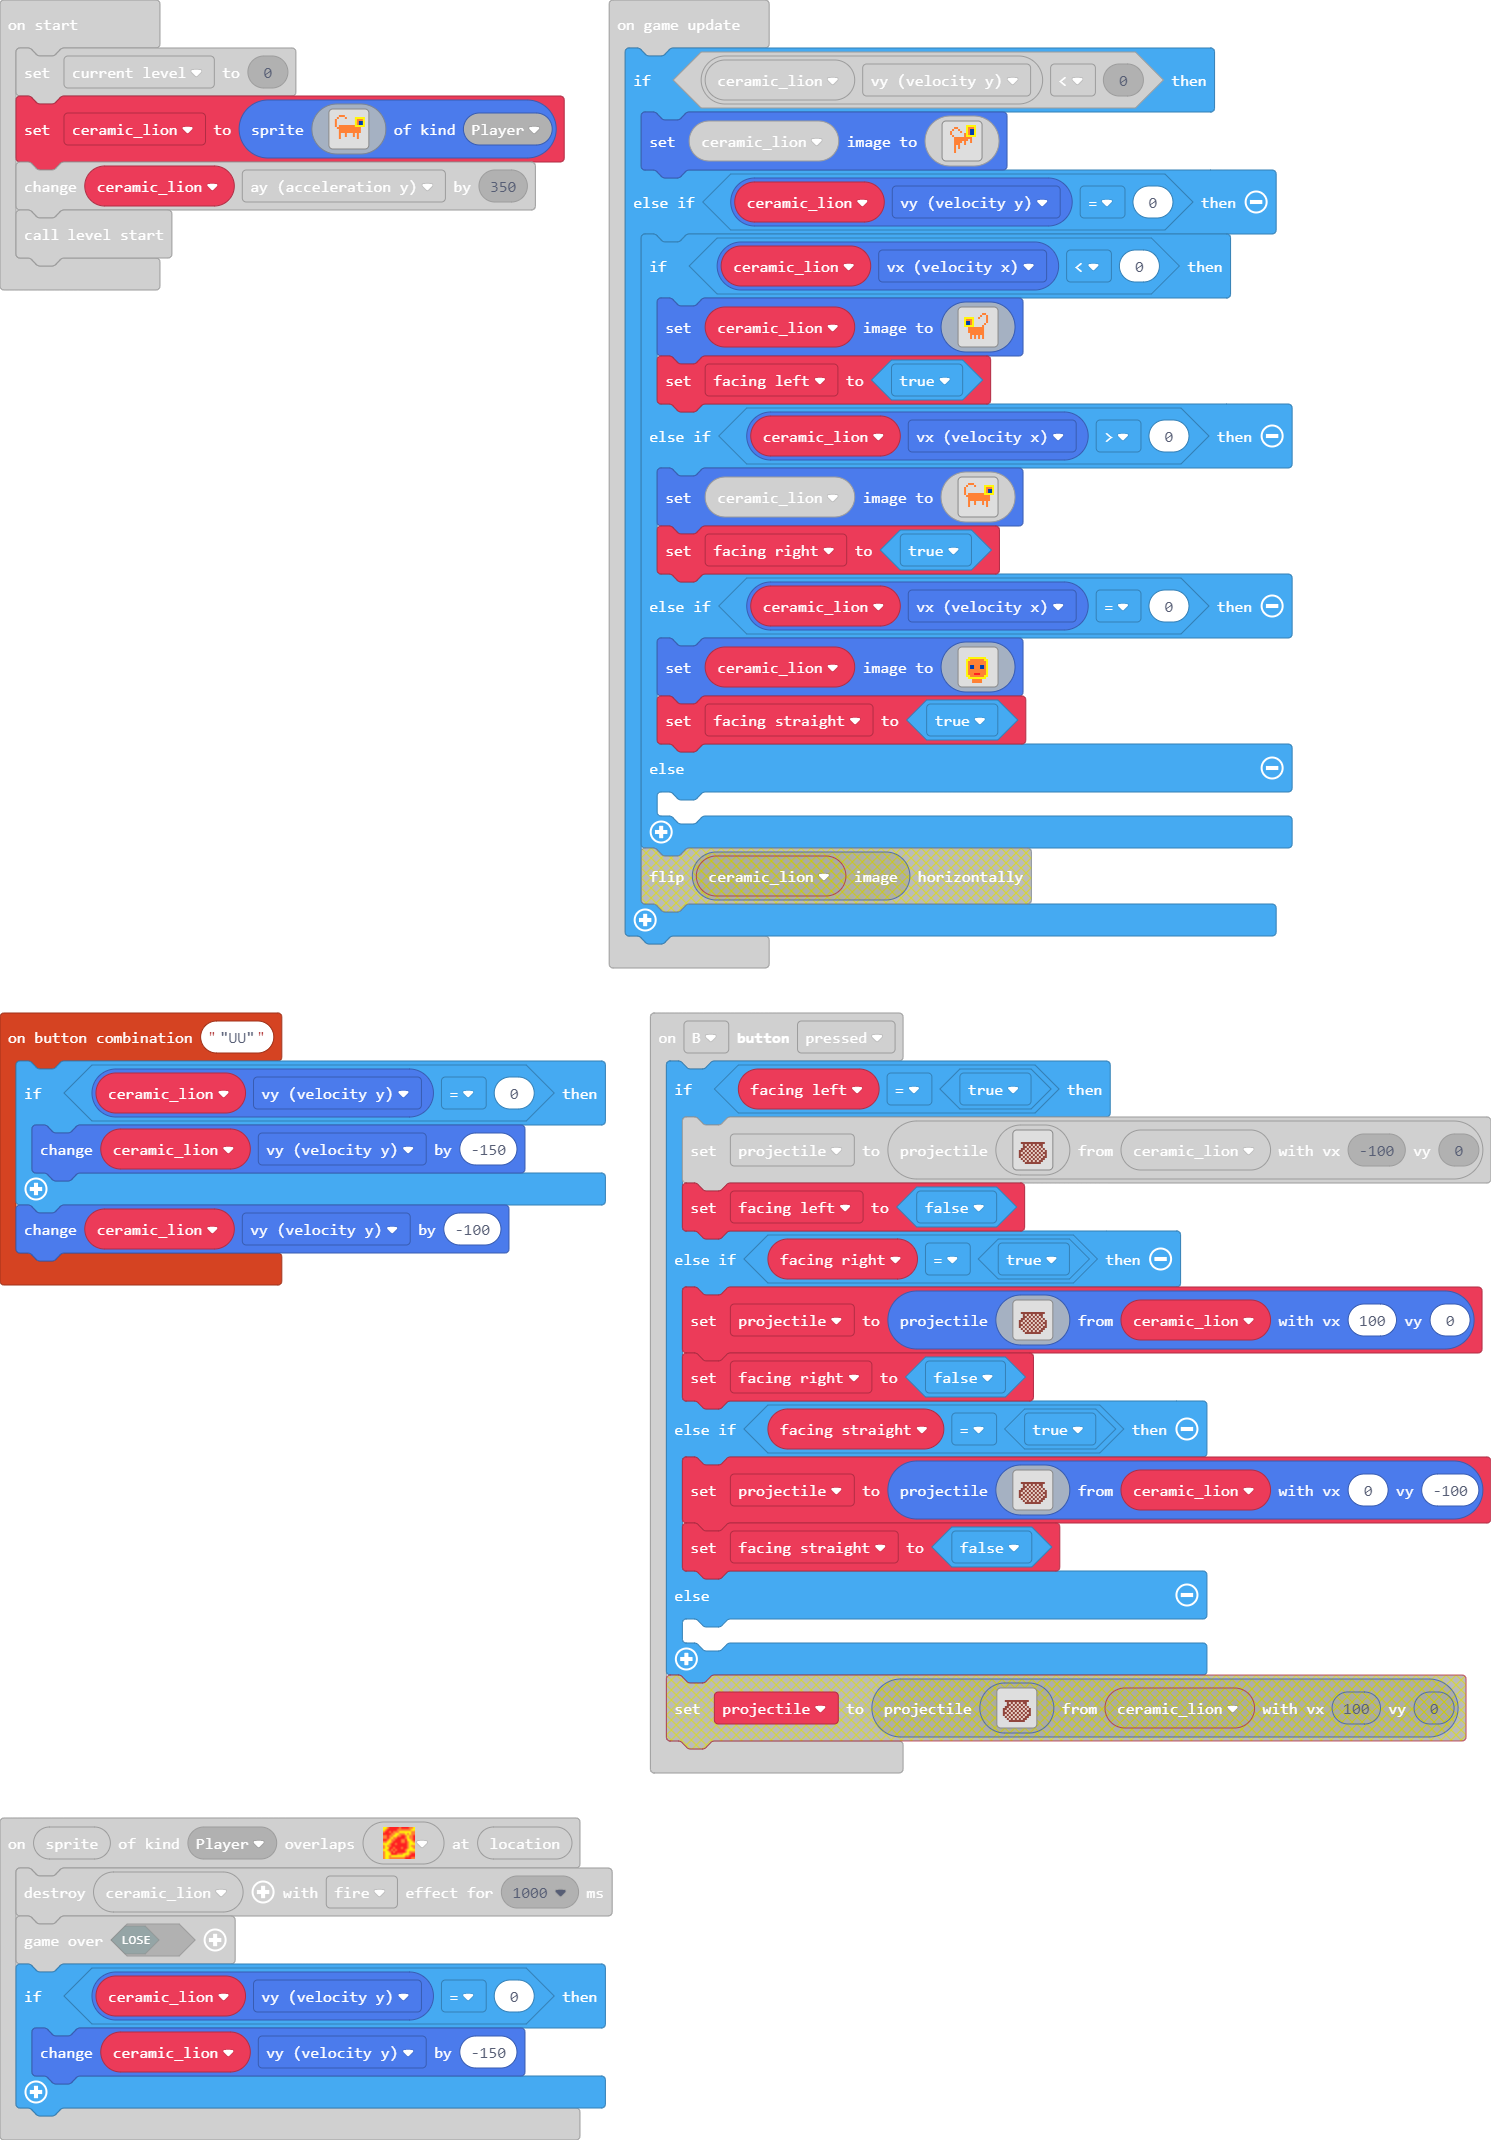 on start
set current level to 0
set ceramic_lion to sprite of kind Player
change ceramic_lion ay (acceleration y) by 350
call level start
on game update
if ceramic_lion vy (velocity y) < 0 then
set ceramic_lion image to
else if ceramic_lion vy (velocity y) = 0 then
if ceramic_lion vx (velocity x) < 0 then
set ceramic_lion image to
set facing left to true
else if ceramic_lion vx (velocity x) > 0 then
set ceramic_lion image to
set facing right to true
else if ceramic_lion vx (velocity x) = 0 then
set ceramic_lion image to
set facing straight to true
else
flip ceramic_lion image horizontally
on button combination " "UU" "
if ceramic_lion vy (velocity y) = 0 then
change ceramic_lion vy (velocity y) by -150
change ceramic_lion vy (velocity y) by -100
on B button pressed
if facing left = true then
set projectile to projectile from ceramic_lion with vx -100 vy 0
set facing left to false
else if facing right = true then
set projectile to projectile from ceramic_lion with vx 100 vy 0
set facing right to false
else if facing straight = true then
set projectile to projectile from ceramic_lion with vx 0 vy -100
set facing straight to false
else
set projectile to projectile from ceramic_lion with vx 100 vy 0
on sprite of kind Player overlaps at location
destroy ceramic_lion with fire effect for 1000 ms
game over LOSE
if ceramic_lion vy (velocity y) = 0 then
change ceramic_lion vy (velocity y) by -150